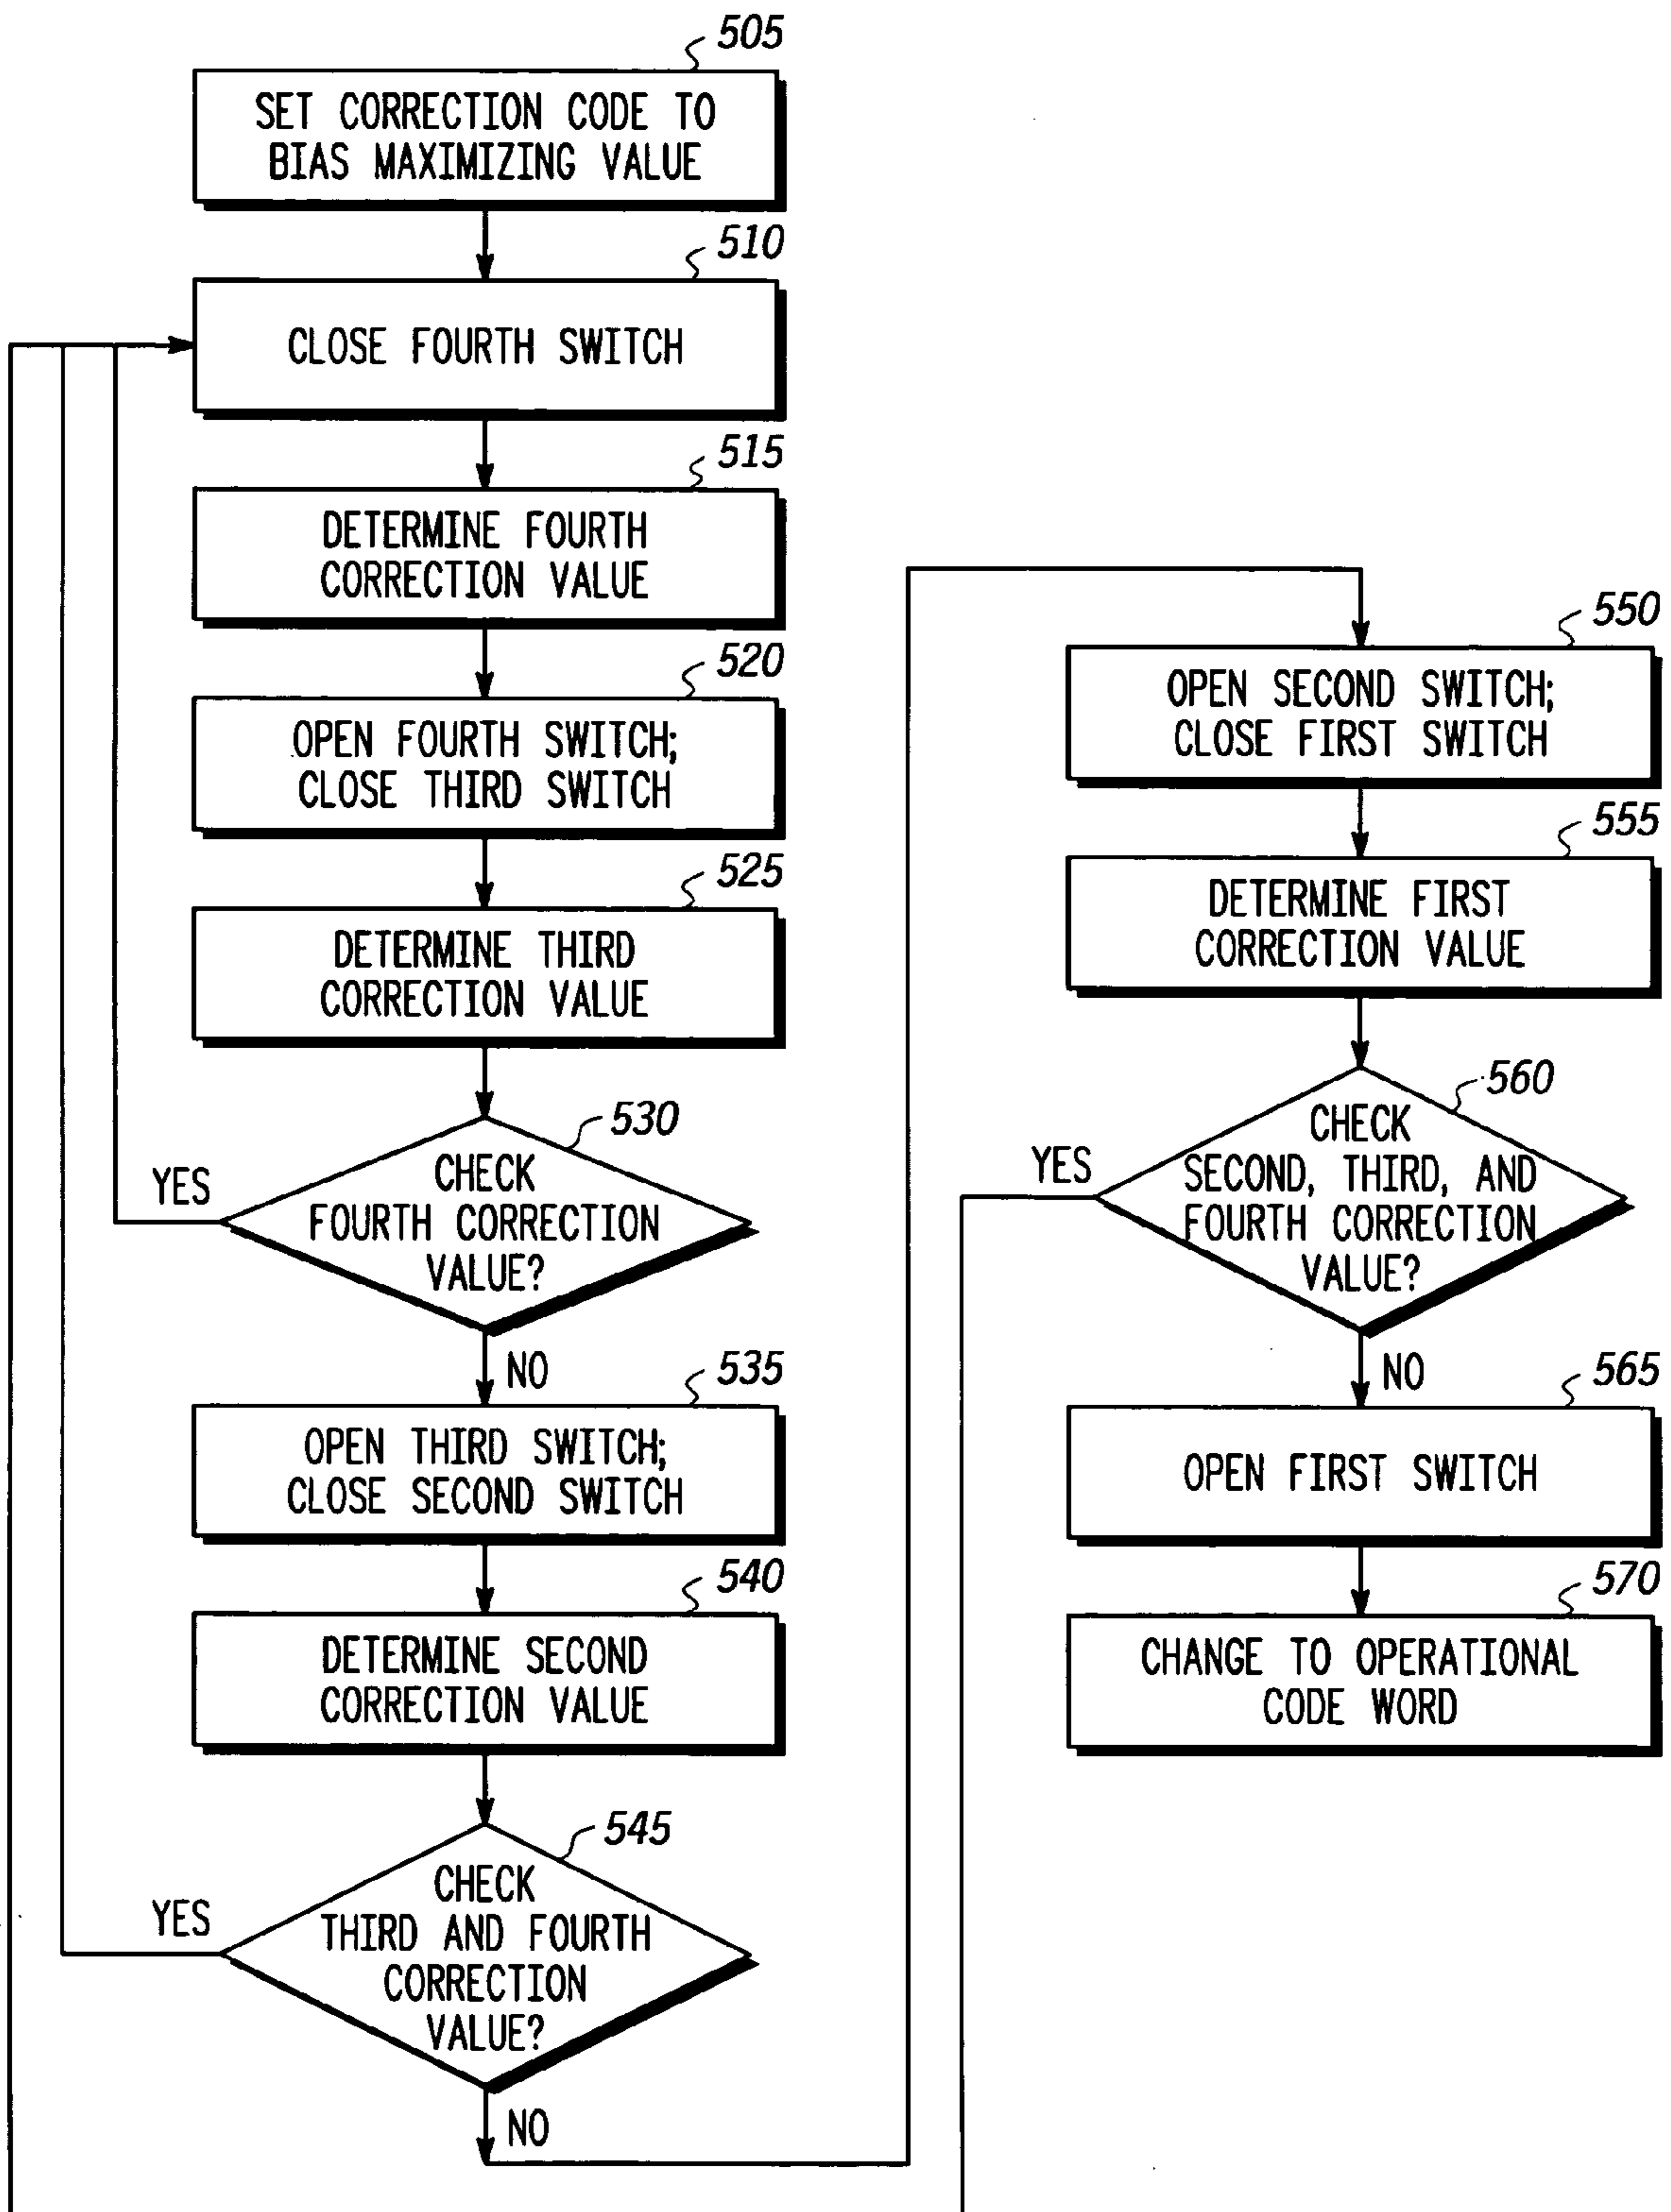 505
SET CORRECTION CODE TO
BIAS MAXIMIZING VALUE
510
CLOSE FOURTH SWITCH
515
DETERMINE FOURTH
CORRECTION VALUE
520
OPEN FOURTH SWITCH;
CLOSE THIRD SWITCH
525
DETERMINE THIRD
CORRECTION VALUE
530
CHECK
FOURTH CORRECTION
VALUE?
YES
NO
535
OPEN THIRD SWITCH;
CLOSE SECOND SWITCH
540
DETERMINE SECOND
CORRECTION VALUE
545
CHECK
THIRD AND FOURTH
CORRECTION
VALUE?
YES
NO
550
OPEN SECOND SWITCH;
CLOSE FIRST SWITCH
555
DETERMINE FIRST
CORRECTION VALUE
560
CHECK
SECOND, THIRD, AND
FOURTH CORRECTION
VALUE?
YES
NO
565
OPEN FIRST SWITCH
570
CHANGE TO OPERATIONAL
CODE WORD